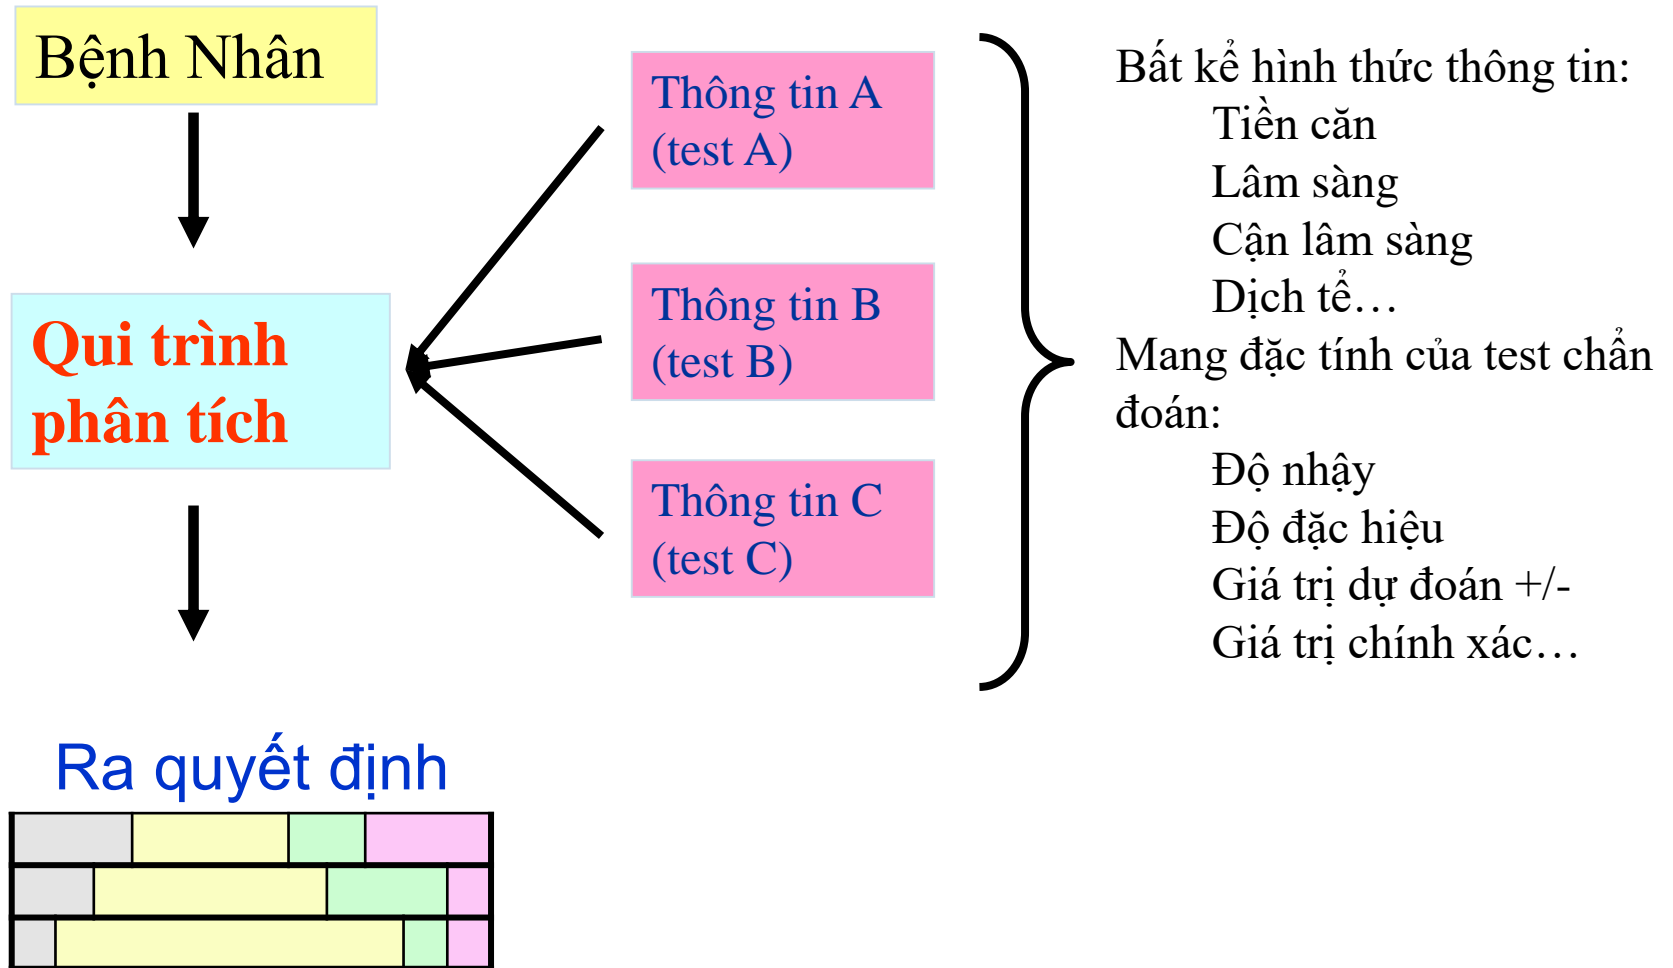 Bệnh Nhân
Qui trình
phân tích
Ra quyết định
Thông tin A
(test A)
Thông tin B
(test B)
Thông tin C
(test C)
Bất kể hình thức thông tin:
Tiền căn
Lâm sàng
Cận lâm sàng
Dịch tể…
Mang đặc tính của test chẩn
đoán:
Độ nhậy
Độ đặc hiệu
Giá trị dự đoán +/-
Giá trị chính xác…